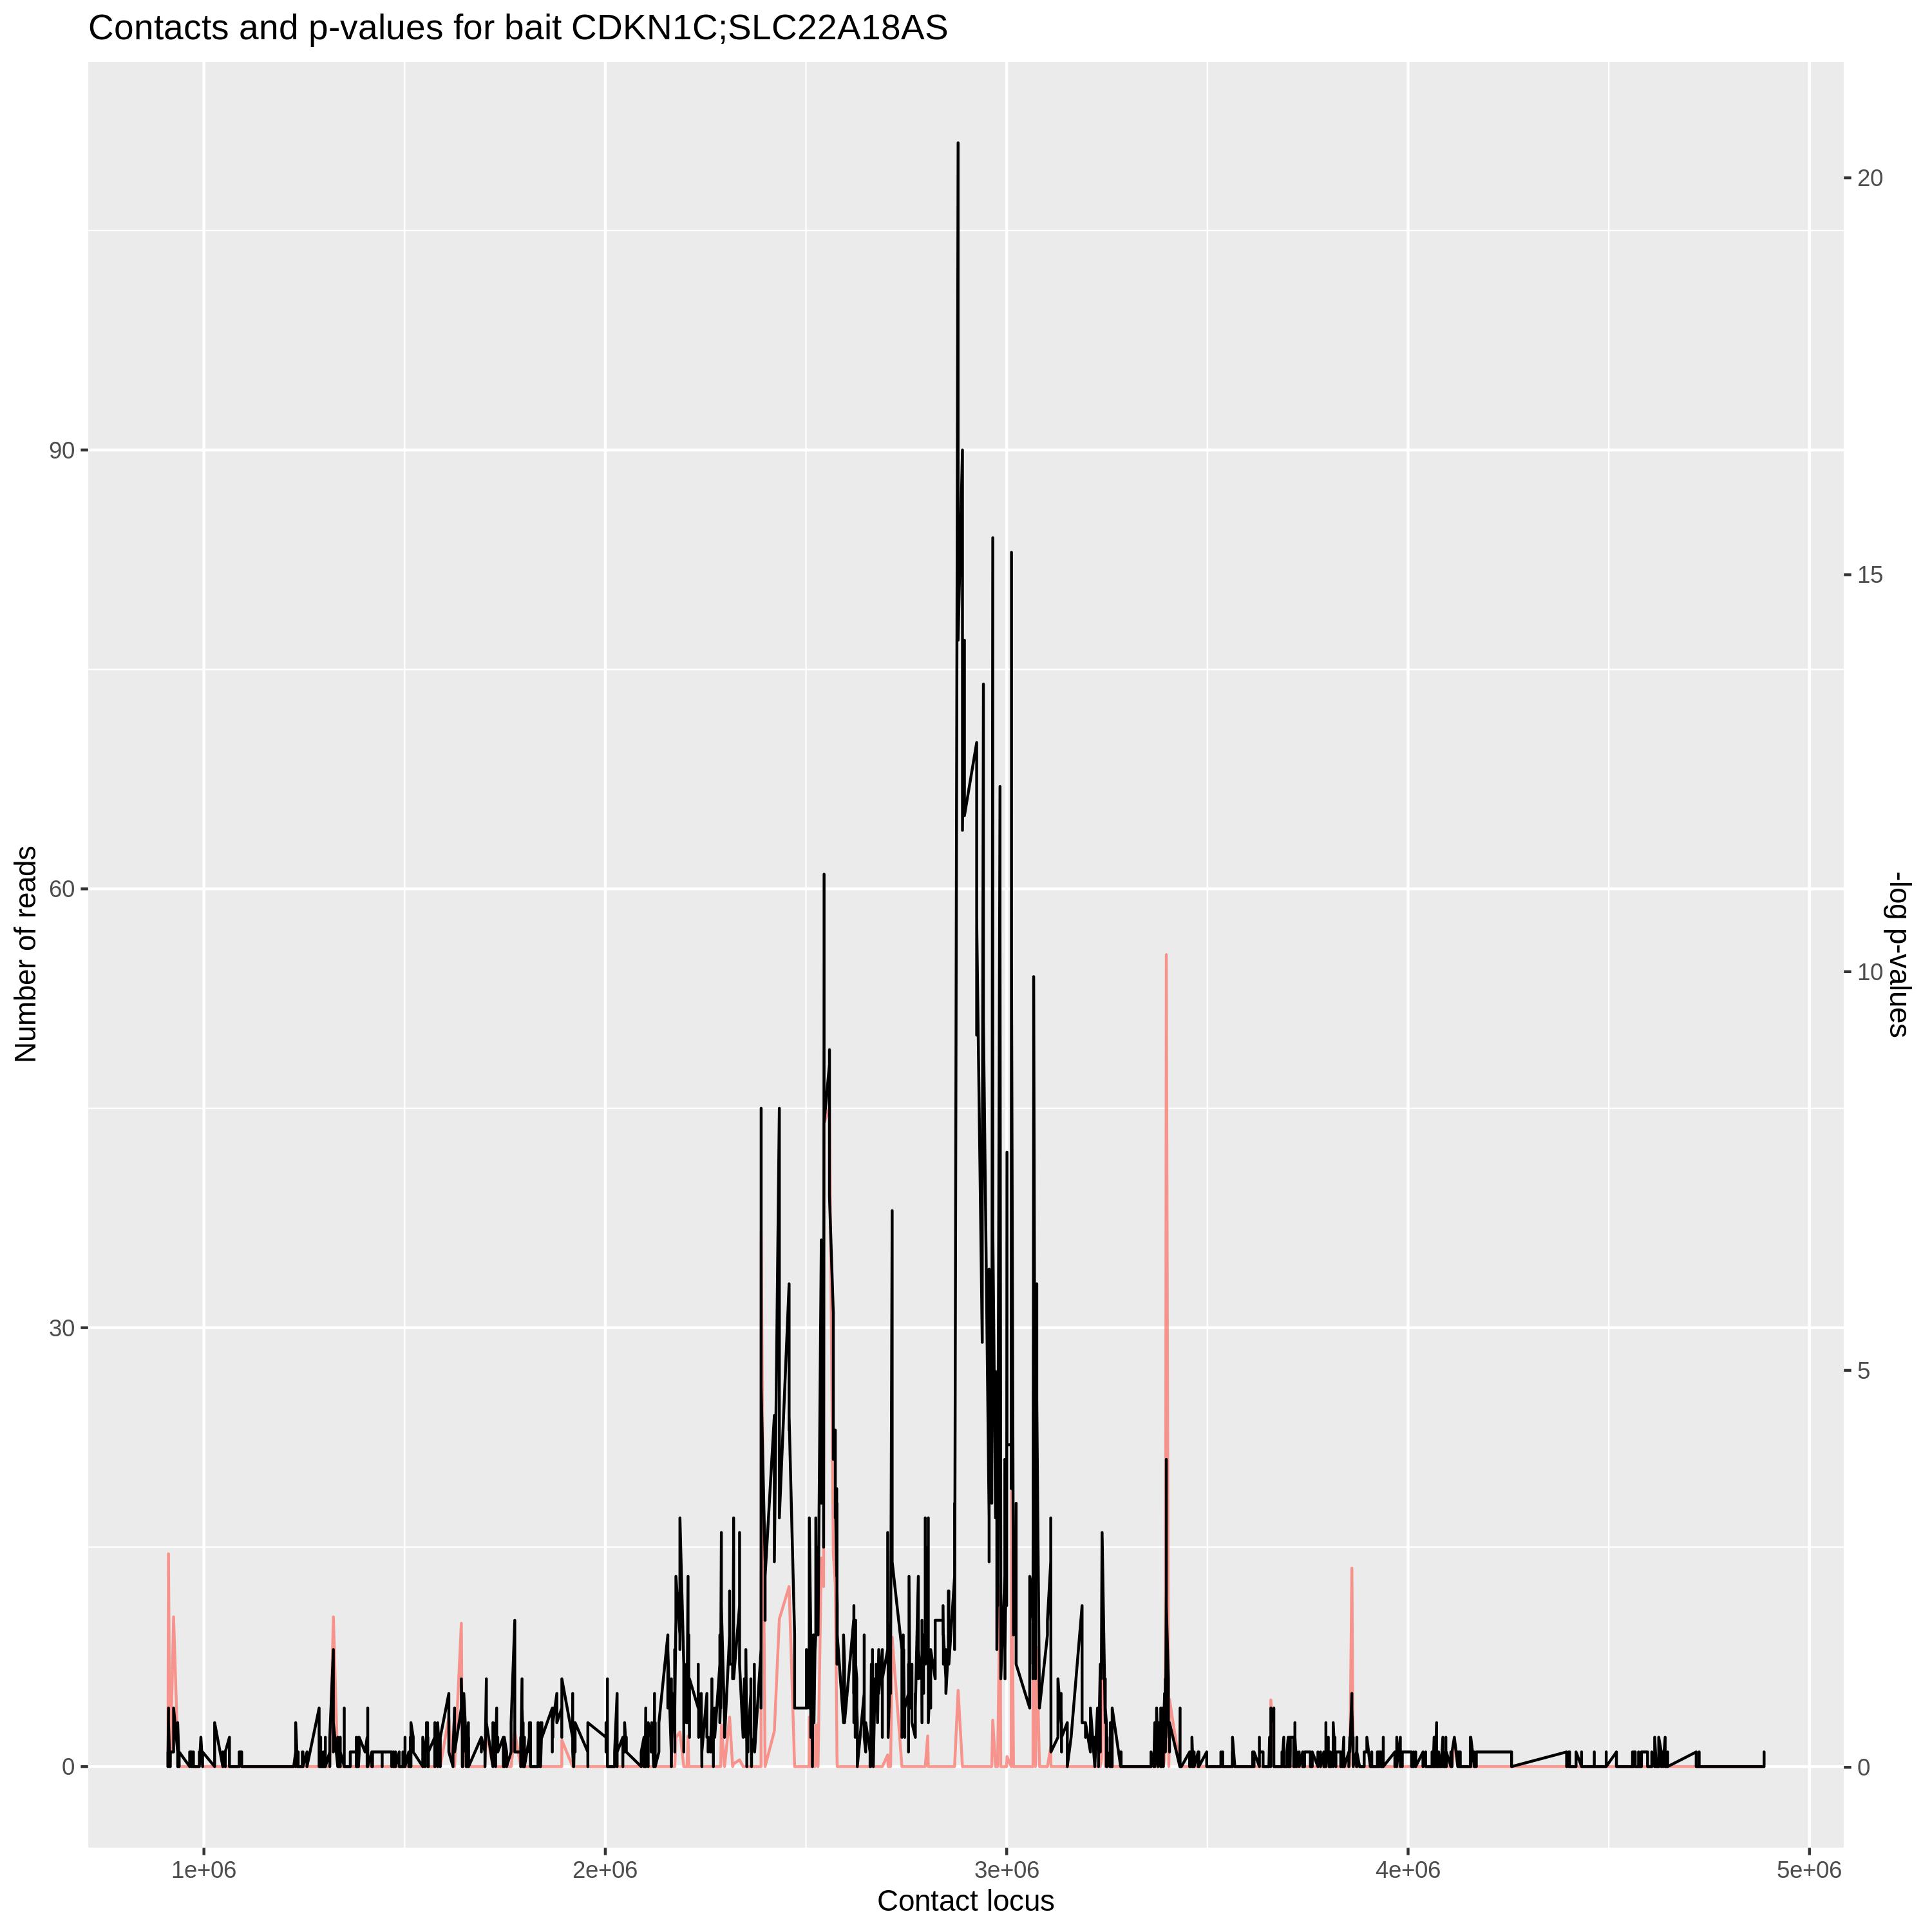 Contacts and p-values for bait CDKN1C;SLC22A18AS
Number of reads
90
60
30
0
20
15
10
5
0
-log p-values
1e+06
2e+06
3e+06
4e+06
5e+06
Contact locus